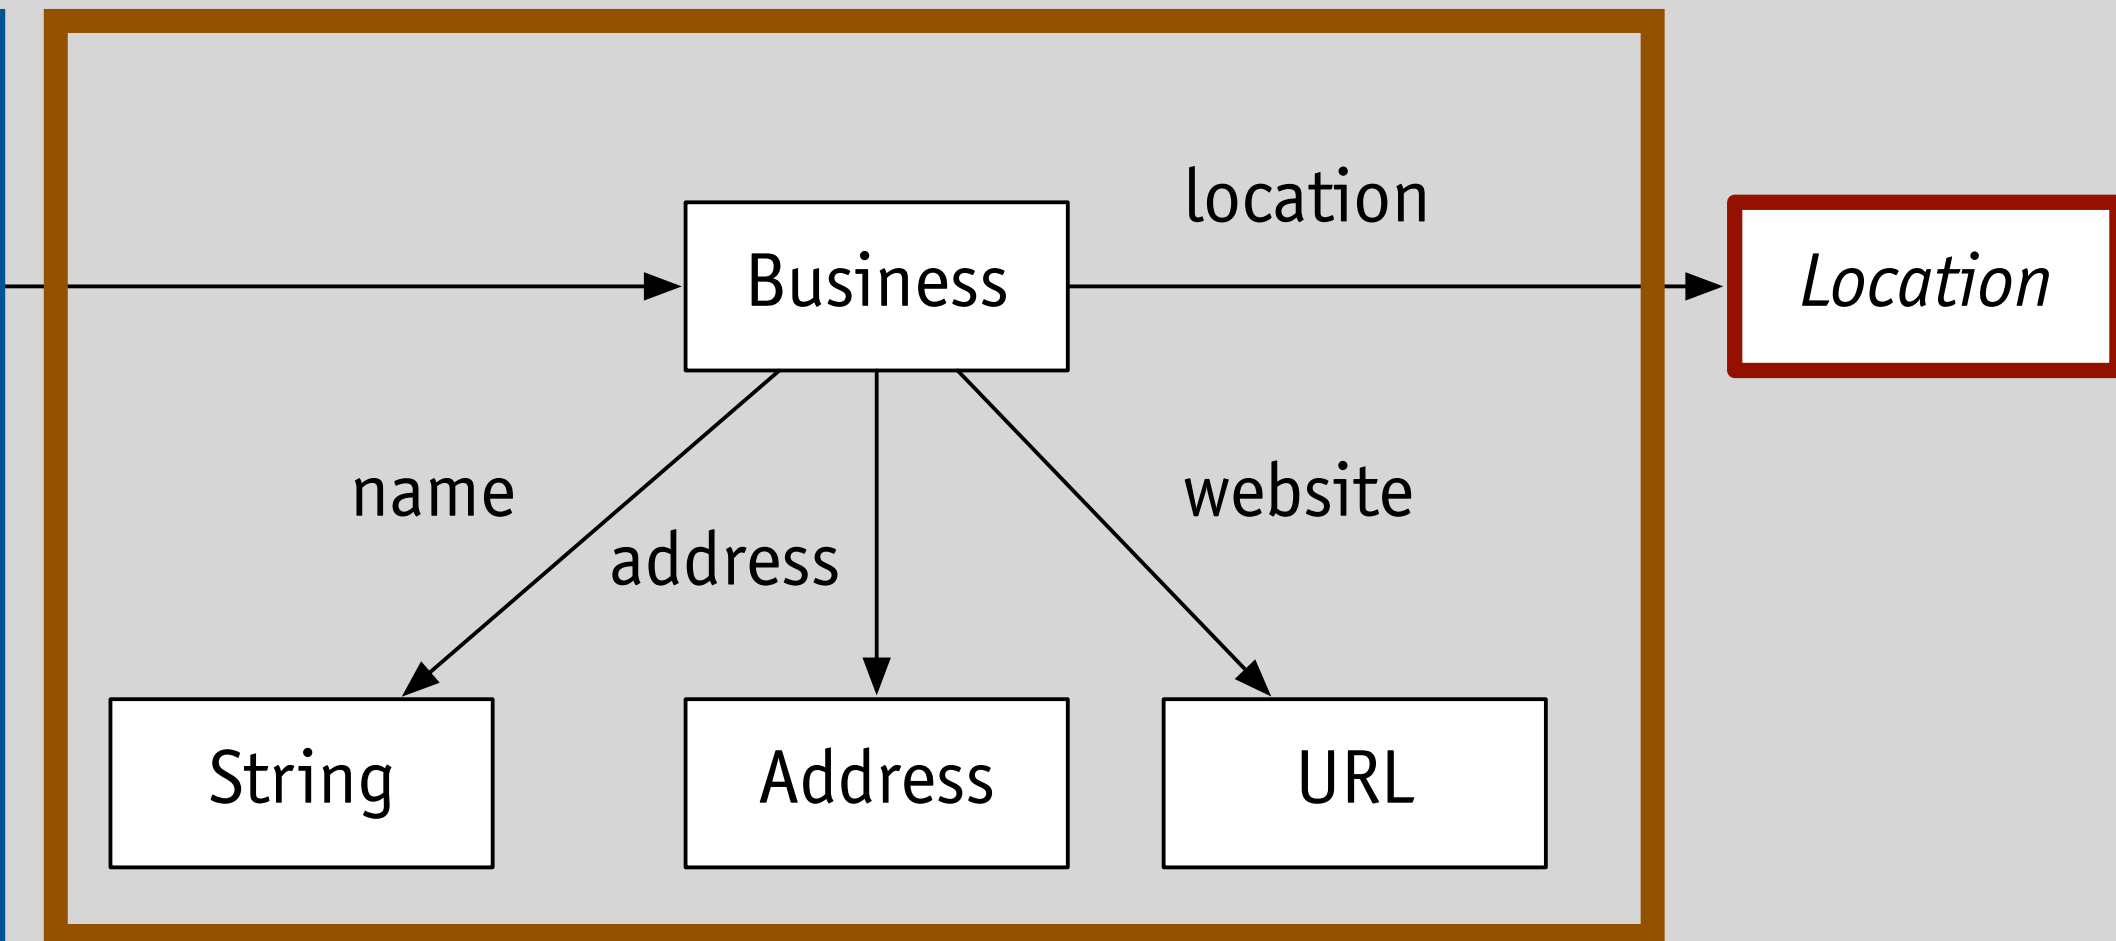 location
Business
Location
name
website
address
String
Address
URL